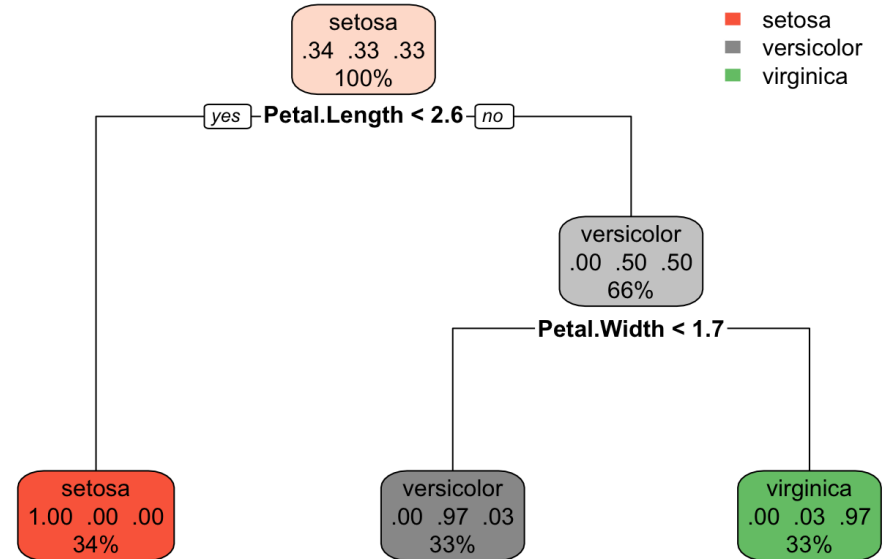 setosa
.34 .33 .33
100%
setosa
versicolor
virginica
yes Petal.Length < 2.6 no
versicolor
.00 .50 .50
66%
Petal.Width < 1.7
setosa
1.00 .00 .00
34%
versicolor
.00 .97 .03
33%
virginica
.00 .03 .97
33%